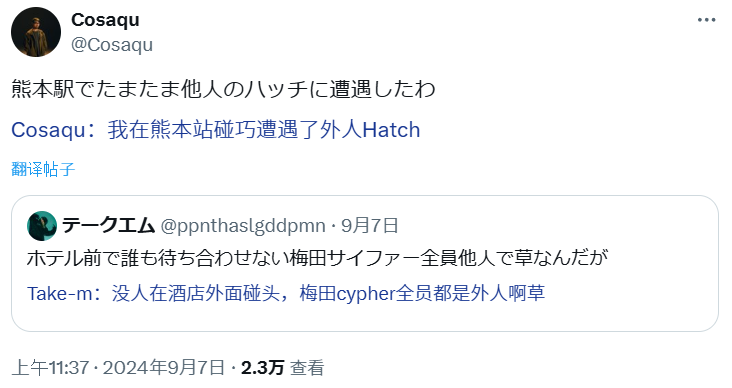 Cosaqu
@Cosaqu
熊本駅でたまたま他人のハッチに遭遇したわ
Cosaqu：我在熊本站碰巧遭遇了外人Hatch
翻译帖子
テークエム @ppnthaslgddpmn · 9月7日
ホテル前で誰も待ち合わせない梅田サイファー全員他人で草なんだが
Take-m：没人在酒店外面碰头，梅田cypher全员都是外人啊草
上午11:37 · 2024年9月7日 · 2.3万 查看